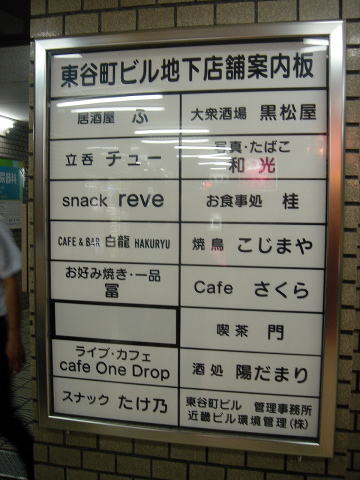 東谷町ビル地下店舗案内板
居酒屋 ふ
大衆酒場 黒松屋
立呑 チュー
写真・たばこ
和光
snack reve
お食事処 桂
CAFE & BAR 白龍 HAKURYU
焼鳥 こじまや
お好み焼き・一品
冨
Cafe さくら
喫茶 門
ライブ・カフェ
cafe One Drop
酒処 陽だまり
スナック たけ乃
東谷町ビル 管理事務所
近畿ビル環境管理(株)